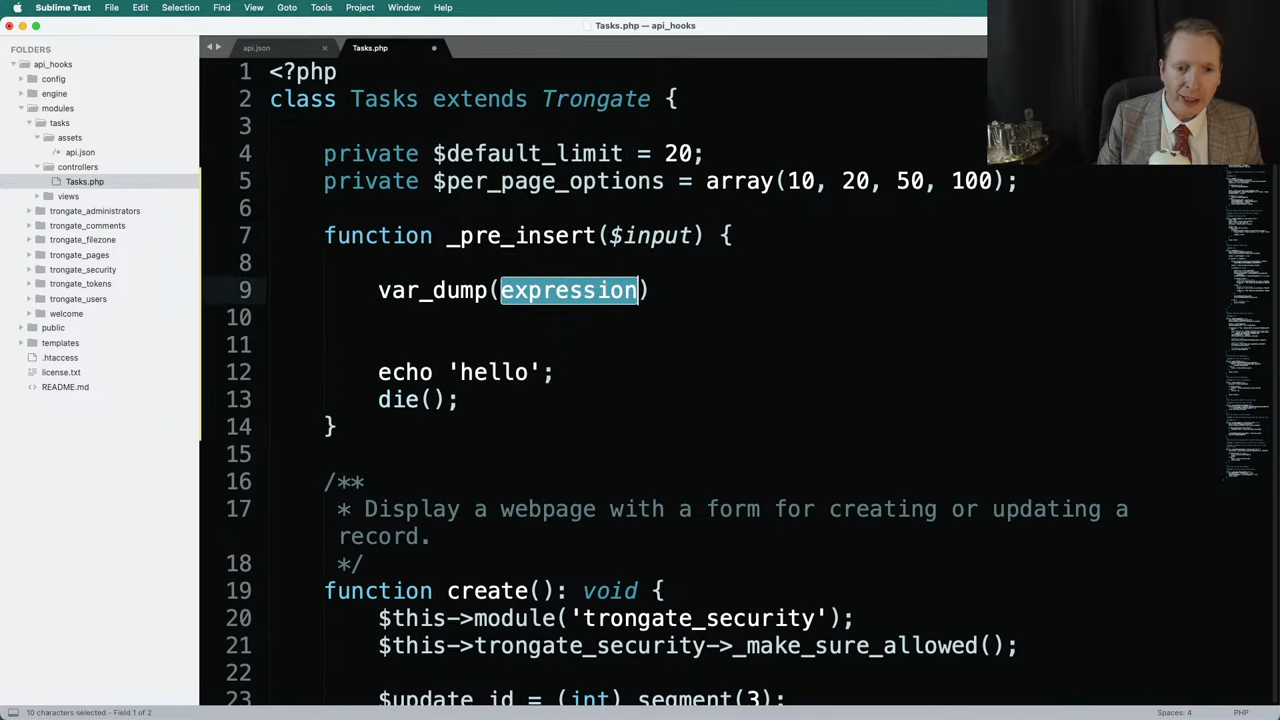 Sublime Text File Edit Selection Find View Goto Tools Project Window Help
Tasks.php — api_hooks
FOLDERS
api_hooks
config
engine
modules
tasks
assets
api.json
controllers
Tasks.php
views
trongate_administrators
trongate_comments
trongate_filezone
trongate_pages
trongate_security
trongate_tokens
trongate_users
welcome
public
templates
.htaccess
license.txt
README.md
api.json
Tasks.php
1 <?php
2 class Tasks extends Trongate {
3
4 private $default_limit = 20;
5 private $per_page_options = array(10, 20, 50, 100);
6
7 function _pre_insert($input) {
8
9 var_dump(expression)
10
11
12 echo 'hello';
13 die();
14 }
15
16 /**
17 * Display a webpage with a form for creating or updating a
record.
18 */
19 function create(): void {
20 $this->module('trongate_security');
21 $this->trongate_security->_make_sure_allowed();
22
23 $update_id = (int) segment(3);
10 characters selected - Field 1 of 2
Spaces: 4
PHP